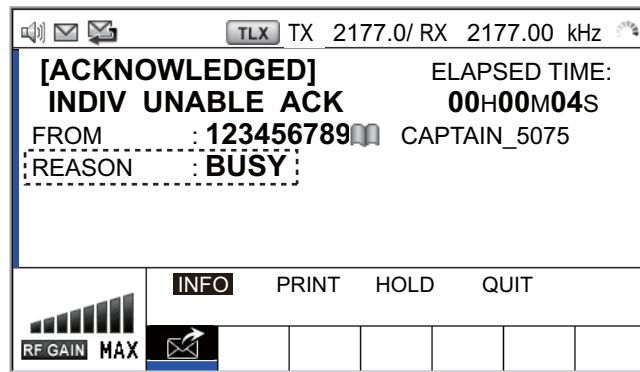 TLX TX 2177.0/ RX 2177.00 kHz
[ACKNOWLEDGED] ELAPSED TIME:
INDIV UNABLE ACK 00H00M04S
FROM : 123456789 CAPTAIN_5075
REASON : BUSY
INFO PRINT HOLD QUIT
RF GAIN MAX